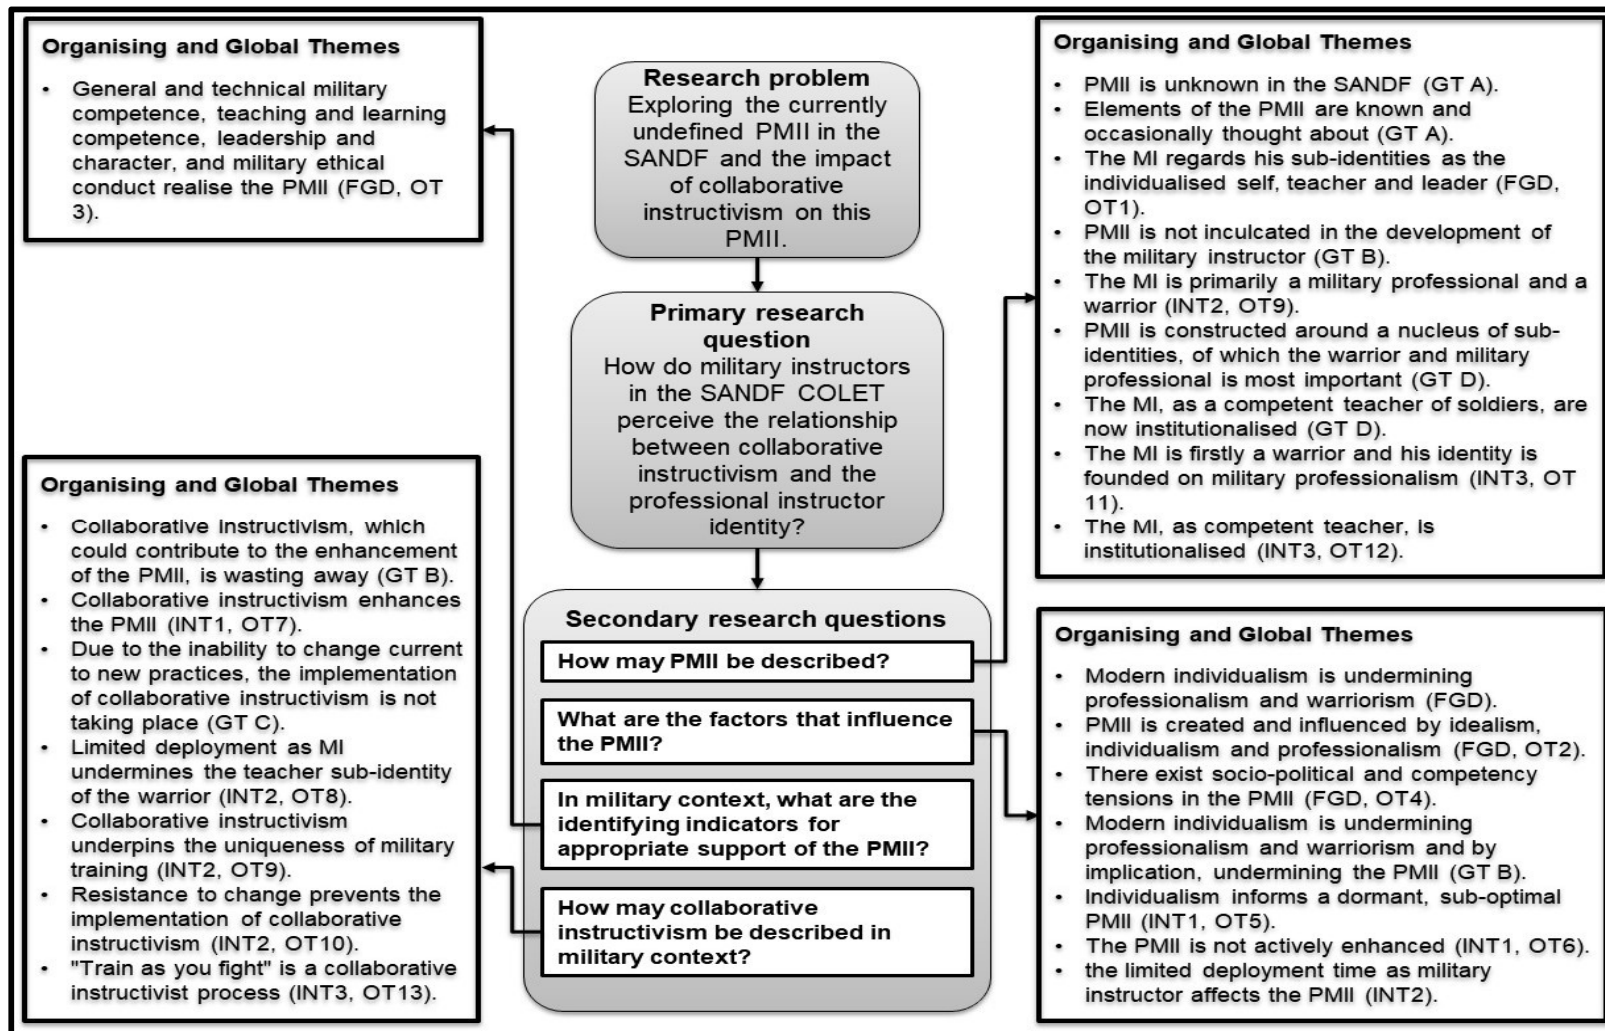 Organising and Global Themes
• General and technical military
competence, teaching and learning
competence, leadership and
character, and military ethical
conduct realise the PMII (FGD, OT
3).
Research problem
Exploring the currently
undefined PMII in the
SANDF and the impact
of collaborative
instructivism on this
PMII.
Primary research
question
How do military instructors
in the SANDF COLET
perceive the relationship
between collaborative
instructivism and the
professional instructor
identity?
Secondary research questions
How may PMII be described?
What are the factors that influence
the PMII?
In military context, what are the
identifying indicators for
appropriate support of the PMII?
How may collaborative
instructivism be described in
military context?
Organising and Global Themes
• Collaborative instructivism, which
could contribute to the enhancement
of the PMII, is wasting away (GT B).
• Collaborative instructivism enhances
the PMII (INT1, OT7).
• Due to the inability to change current
to new practices, the implementation
of collaborative instructivism is not
taking place (GT C).
• Limited deployment as MI
undermines the teacher sub-identity
of the warrior (INT2, OT8).
• Collaborative instructivism
underpins the uniqueness of military
training (INT2, OT9).
• Resistance to change prevents the
implementation of collaborative
instructivism (INT2, OT10).
• "Train as you fight" is a collaborative
instructivist process (INT3, OT13).
Organising and Global Themes
• PMII is unknown in the SANDF (GT A).
• Elements of the PMII are known and
occasionally thought about (GT A).
• The MI regards his sub-identities as the
individualised self, teacher and leader (FGD,
OT1).
• PMII is not inculcated in the development of
the military instructor (GT B).
• The MI is primarily a military professional and a
warrior (INT2, OT9).
• PMII is constructed around a nucleus of sub-
identities, of which the warrior and military
professional is most important (GT D).
• The MI, as a competent teacher of soldiers, are
now institutionalised (GT D).
• The MI is firstly a warrior and his identity is
founded on military professionalism (INT3, OT
11).
• The MI, as competent teacher, is
institutionalised (INT3, OT12).
Organising and Global Themes
• Modern individualism is undermining
professionalism and warriorism (FGD).
• PMII is created and influenced by idealism,
individualism and professionalism (FGD, OT2).
• There exist socio-political and competency
tensions in the PMII (FGD, OT4).
• Modern individualism is undermining
professionalism and warriorism and by
implication, undermining the PMII (GT B).
• Individualism informs a dormant, sub-optimal
PMII (INT1, OT5).
• The PMII is not actively enhanced (INT1, OT6).
• the limited deployment time as military
instructor affects the PMII (INT2).